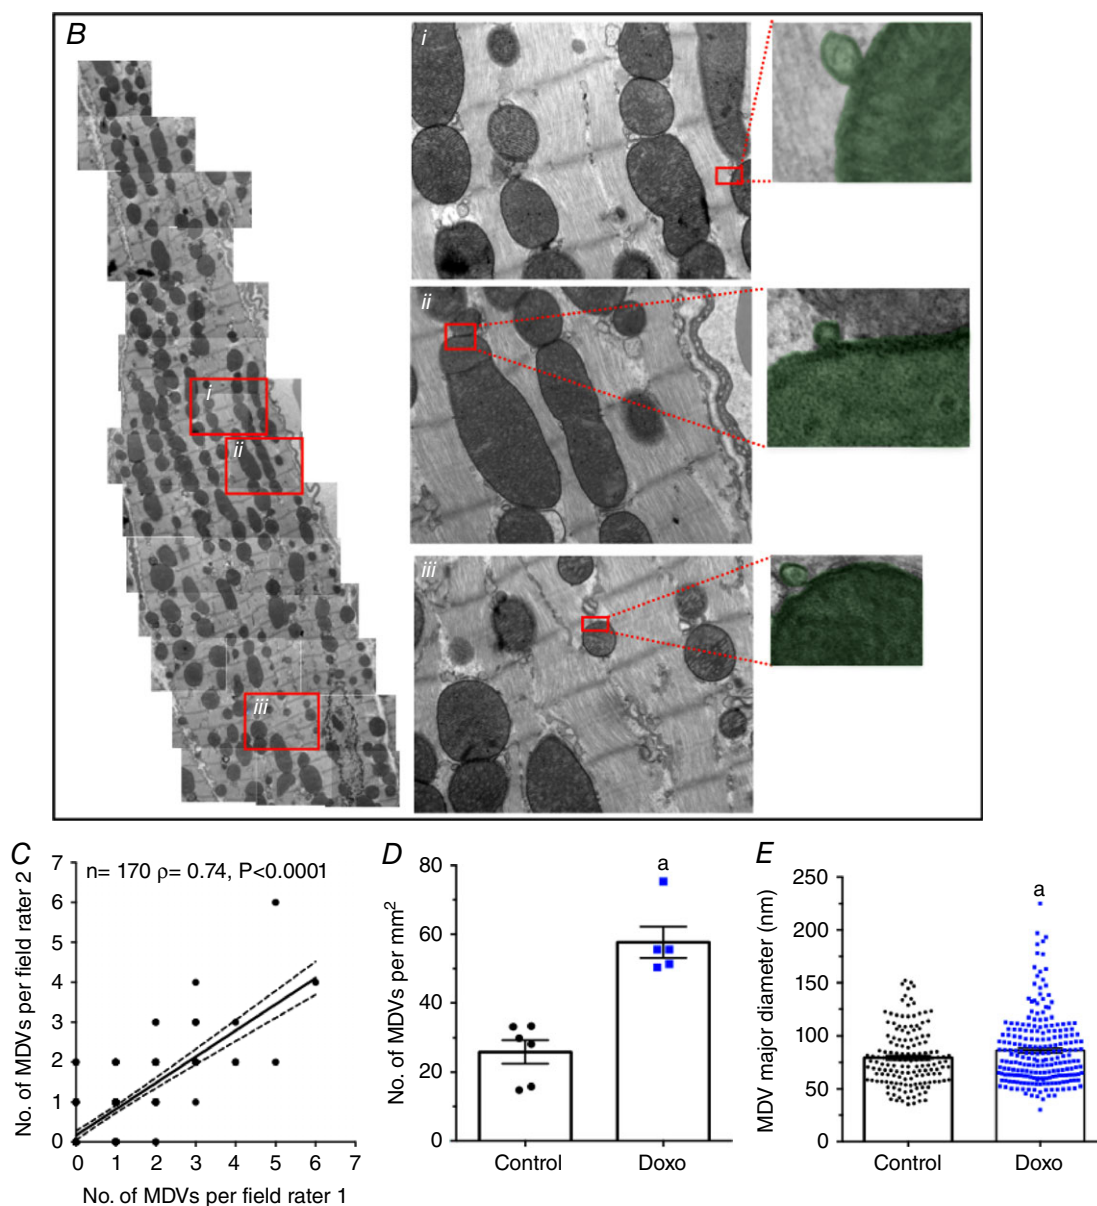 B
i
ii
iii
i
ii
iii
C
n= 170 ρ= 0.74, P<0.0001
No. of MDVs per field rater 2
7
6
5
4
3
2
1
0
0 1 2 3 4 5 6 7
No. of MDVs per field rater 1
D
a
No. of MDVs per mm²
80
60
40
20
0
Control Doxo
E
a
MDV major diameter (nm)
250
200
150
100
50
0
Control Doxo